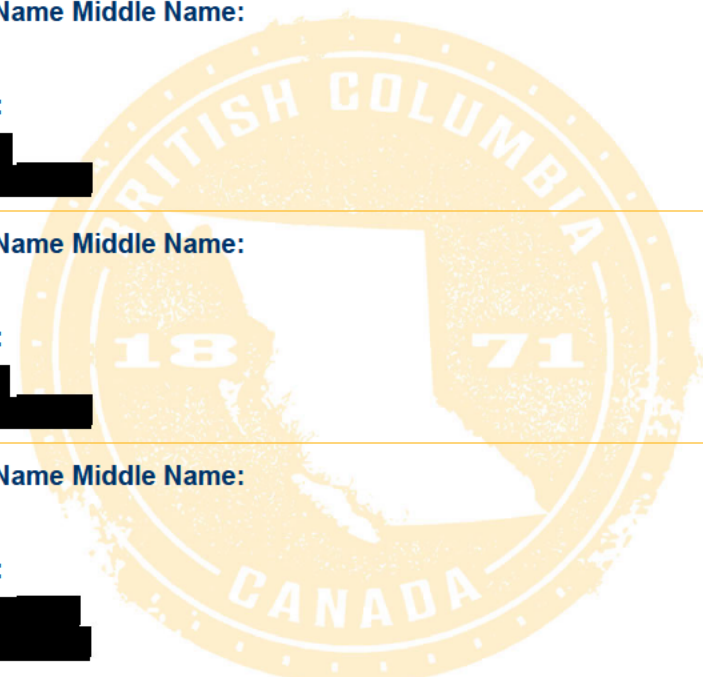 Name Middle Name:
BRITISH COLUMBIA
:
Name Middle Name:
18 71
:
Name Middle Name:
:
CANADA